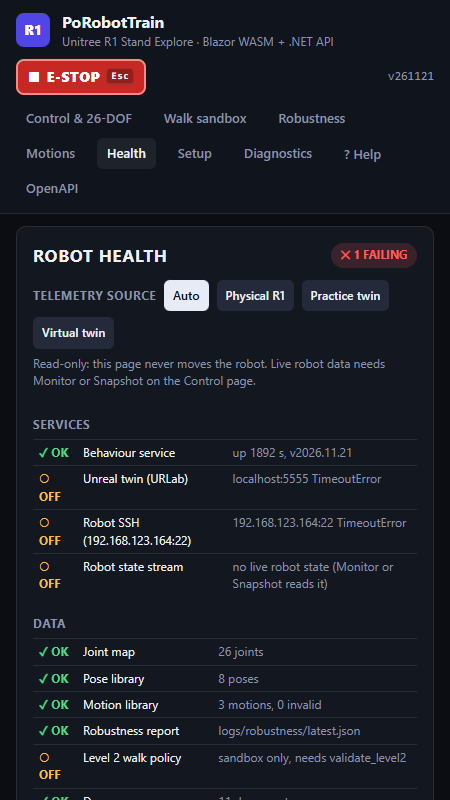 R1
PoRobotTrain
Unitree R1 Stand Explore · Blazor WASM + .NET API
E-STOP Esc
v261121
Control & 26-DOF Walk sandbox Robustness
Motions Health Setup Diagnostics ? Help
OpenAPI
ROBOT HEALTH
✕ 1 FAILING
TELEMETRY SOURCE Auto Physical R1 Practice twin
Virtual twin
Read-only: this page never moves the robot. Live robot data needs
Monitor or Snapshot on the Control page.
SERVICES
✓ OK Behaviour service up 1892 s, v2026.11.21
○ OFF Unreal twin (URLab) localhost:5555 TimeoutError
○ OFF Robot SSH (192.168.123.164:22) 192.168.123.164:22 TimeoutError
○ OFF Robot state stream no live robot state (Monitor or
Snapshot reads it)
DATA
✓ OK Joint map 26 joints
✓ OK Pose library 8 poses
✓ OK Motion library 3 motions, 0 invalid
✓ OK Robustness report logs/robustness/latest.json
○ OFF Level 2 walk policy sandbox only, needs validate_level2
✓ OK